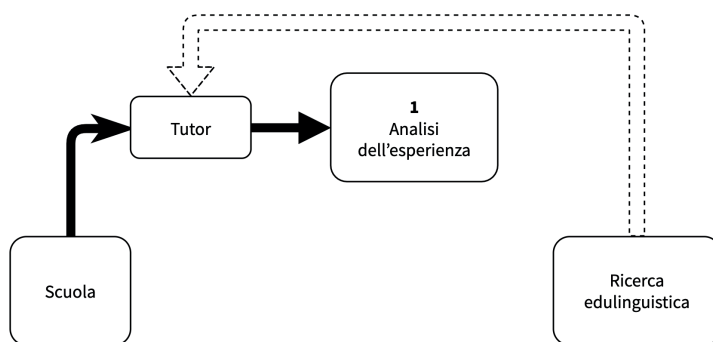 1
Analisi
dell'esperienza
Tutor
Scuola
Ricerca
edulinguistica